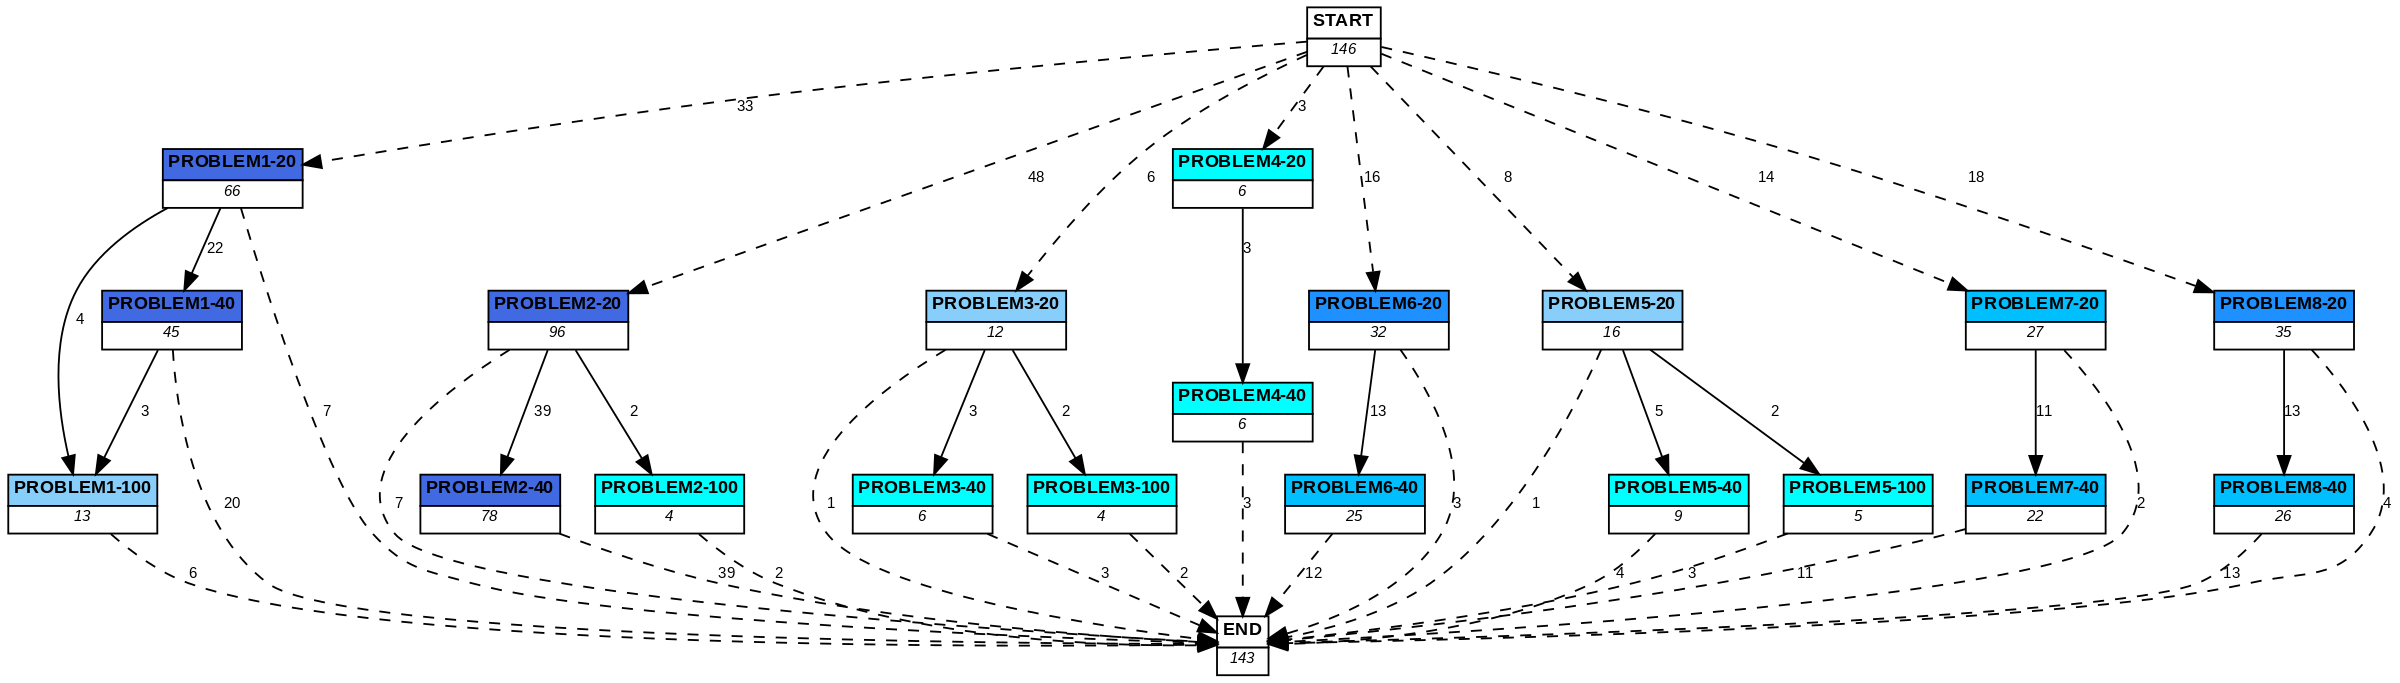 START
146
33
3
48
6
16
8
14
18
PROBLEM1-20
66
PROBLEM4-20
6
22
3
4
PROBLEM1-40
45
PROBLEM2-20
96
PROBLEM3-20
12
PROBLEM6-20
32
PROBLEM5-20
16
PROBLEM7-20
27
PROBLEM8-20
35
3
7
39
2
3
2
PROBLEM4-40
6
13
5
2
11
13
PROBLEM1-100
13
20
7
PROBLEM2-40
78
PROBLEM2-100
4
1
PROBLEM3-40
6
PROBLEM3-100
4
3
PROBLEM6-40
25
3
1
PROBLEM5-40
9
PROBLEM5-100
5
PROBLEM7-40
22
2
PROBLEM8-40
26
4
6
39
2
3
2
12
4
3
11
13
END
143